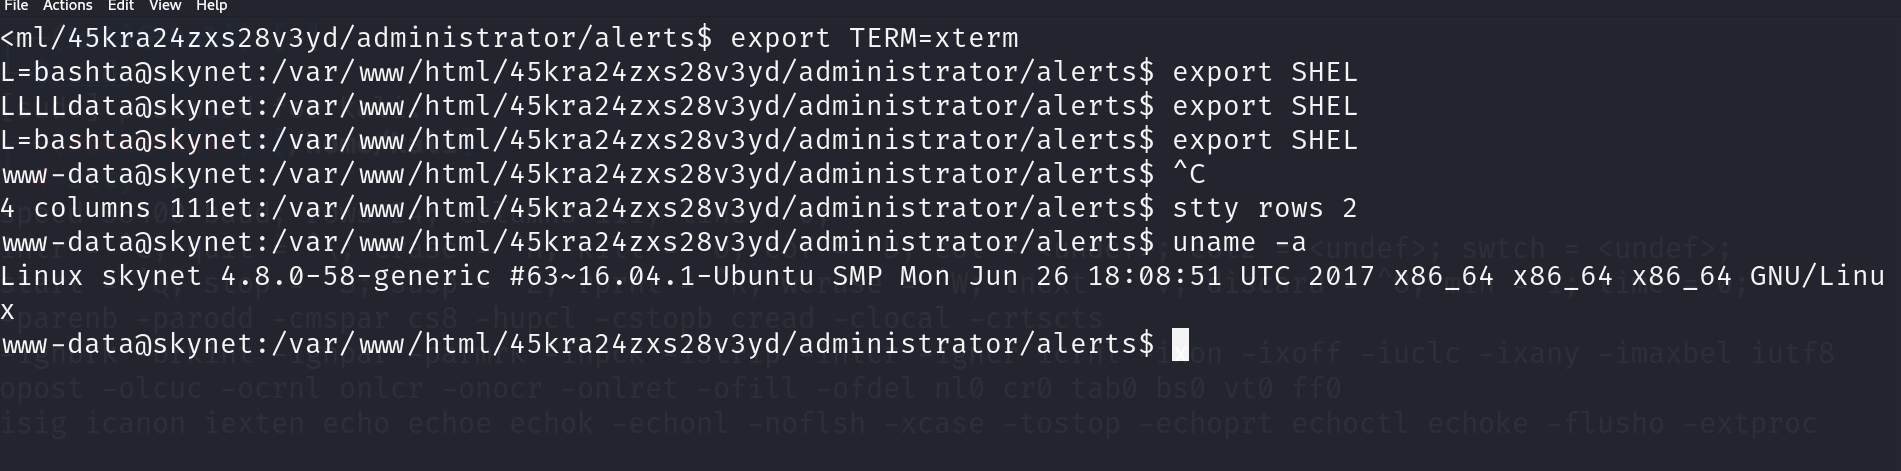 File Actions Edit View Help
<ml/45kra24zxs28v3yd/administrator/alerts$ export TERM=xterm
L=bashta@skynet:/var/www/html/45kra24zxs28v3yd/administrator/alerts$ export SHEL
LLLLdata@skynet:/var/www/html/45kra24zxs28v3yd/administrator/alerts$ export SHEL
L=bashta@skynet:/var/www/html/45kra24zxs28v3yd/administrator/alerts$ export SHEL
www-data@skynet:/var/www/html/45kra24zxs28v3yd/administrator/alerts$ ^C
4 columns 111et:/var/www/html/45kra24zxs28v3yd/administrator/alerts$ stty rows 2
www-data@skynet:/var/www/html/45kra24zxs28v3yd/administrator/alerts$ uname -a
<undef>; swtch = <undef>;
Linux skynet 4.8.0-58-generic #63~16.04.1-Ubuntu SMP Mon Jun 26 18:08:51 UTC 2017 x86_64 x86_64 x86_64 GNU/Linu
x
-parenb -parodd -cmspar cs8 -hupcl -cstopb cread -clocal -crtscts
www-data@skynet:/var/www/html/45kra24zxs28v3yd/administrator/alerts$
-ixoff -iuclc -ixany -imaxbel iutf8
opost -olcuc -ocrnl onlcr -onocr -onlret -ofill -ofdel nl0 cr0 tab0 bs0 vt0 ff0
isig icanon iexten echo echoe echok -echonl -noflsh -xcase -tostop -echoprt echoctl echoke -flusho -extproc